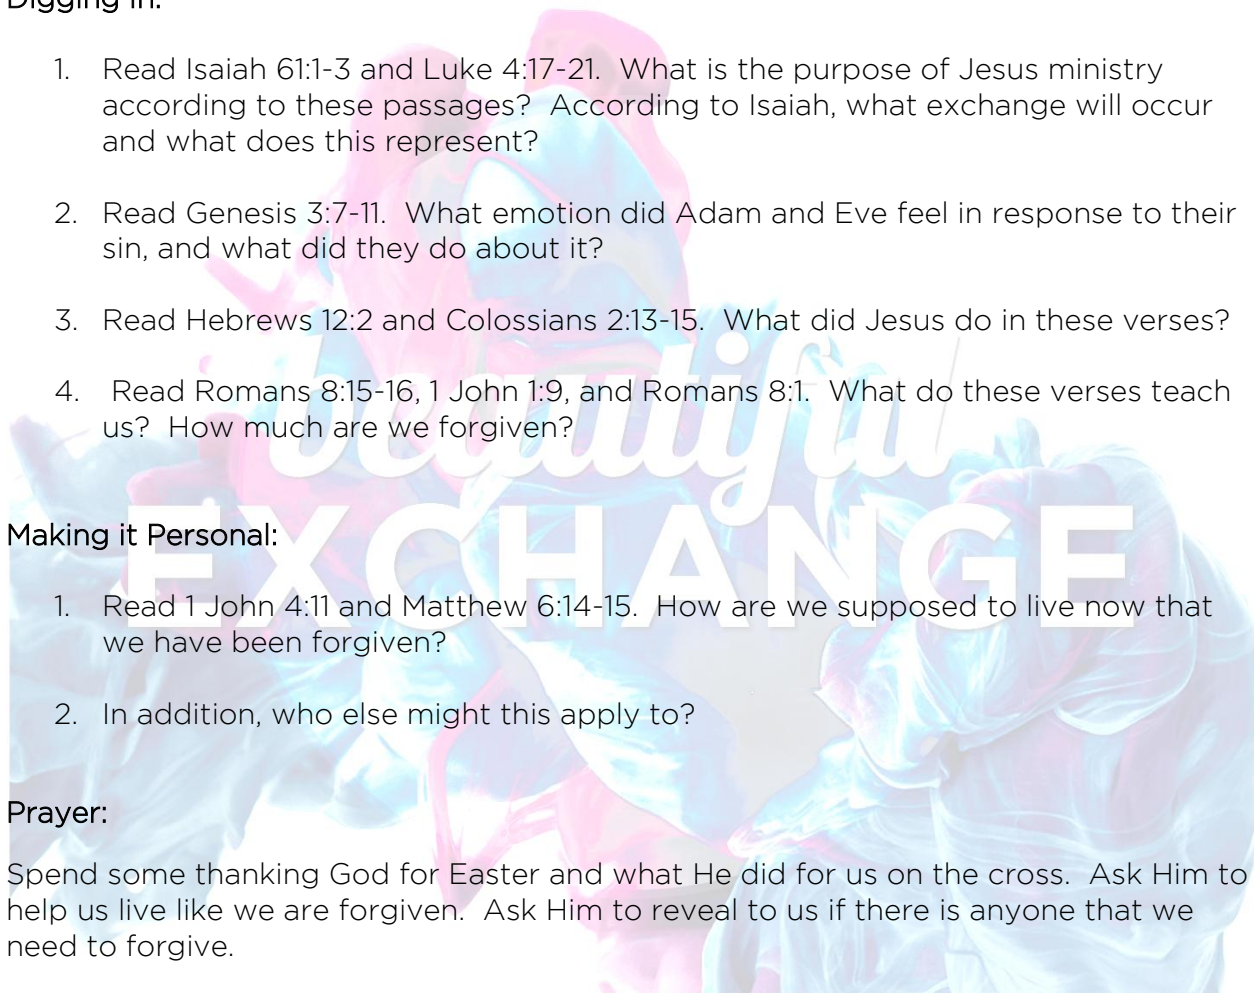 Digging In:
1. Read Isaiah 61:1-3 and Luke 4:17-21.  What is the purpose of Jesus ministry
according to these passages?  According to Isaiah, what exchange will occur
and what does this represent?
2. Read Genesis 3:7-11.  What emotion did Adam and Eve feel in response to their
sin, and what did they do about it?
3. Read Hebrews 12:2 and Colossians 2:13-15.  What did Jesus do in these verses?
4.  Read Romans 8:15-16, 1 John 1:9, and Romans 8:1.  What do these verses teach
us?  How much are we forgiven?
beautiful
EXCHANGE
Making it Personal:
1. Read 1 John 4:11 and Matthew 6:14-15.  How are we supposed to live now that
we have been forgiven?
2. In addition, who else might this apply to?
Prayer:
Spend some thanking God for Easter and what He did for us on the cross.  Ask Him to
help us live like we are forgiven.  Ask Him to reveal to us if there is anyone that we
need to forgive.